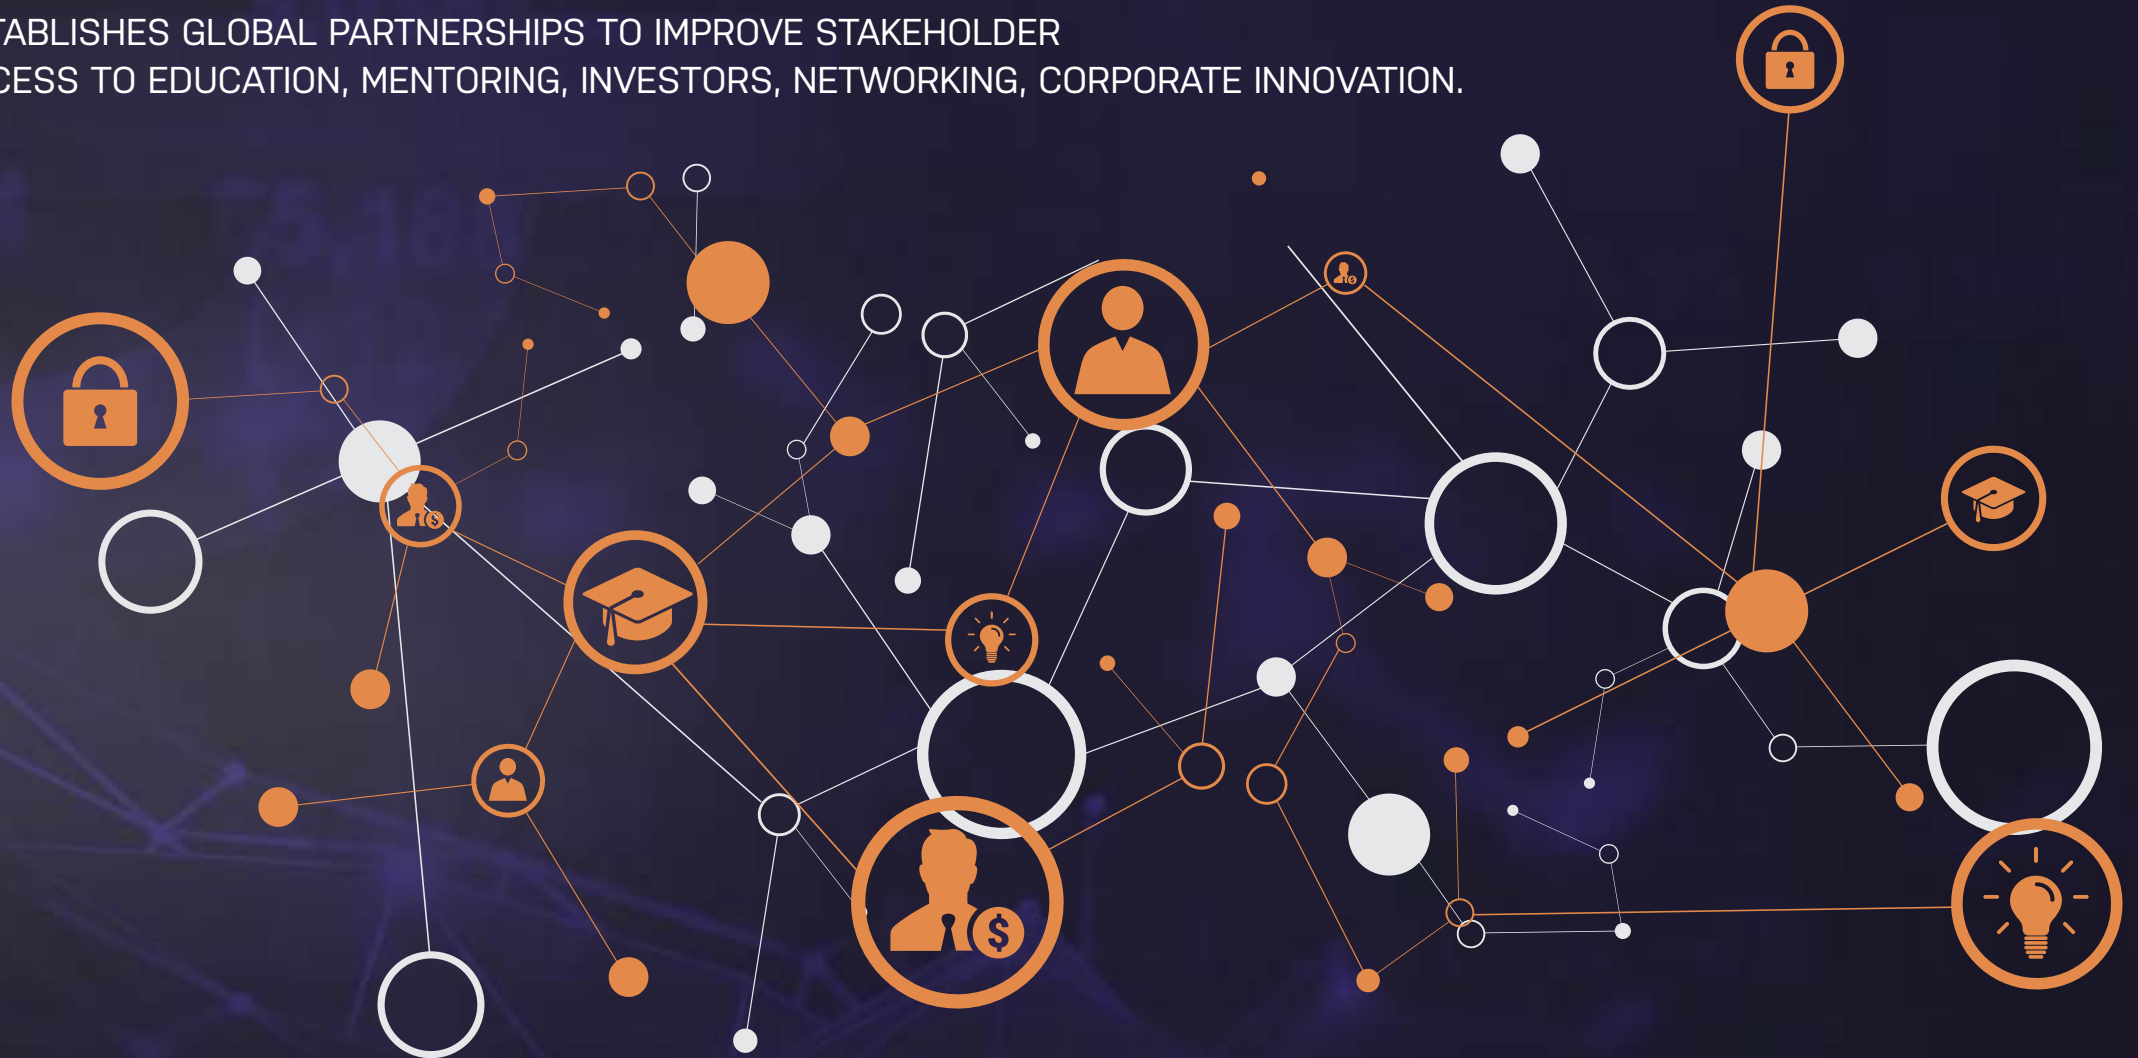 TABLISHES GLOBAL PARTNERSHIPS TO IMPROVE STAKEHOLDER
CESS TO EDUCATION, MENTORING, INVESTORS, NETWORKING, CORPORATE INNOVATION.
$
$
$